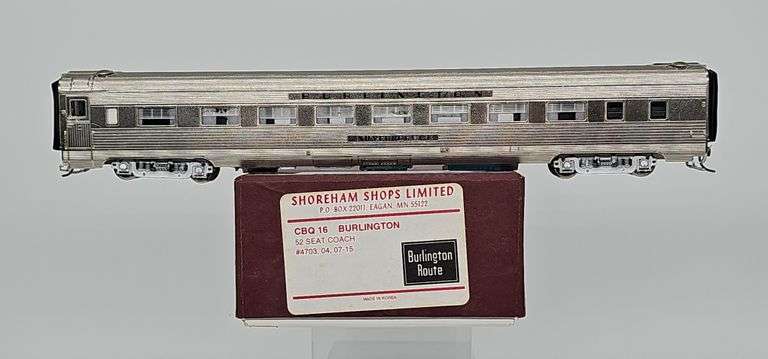 BURLINGTON
SHOREHAM SHOPS LIMITED
P.O. BOX 22011, EAGAN, MN 55122
CBQ 16 BURLINGTON
52 SEAT COACH
#4703, 04, 07-15
Burlington
Route
MADE IN KOREA